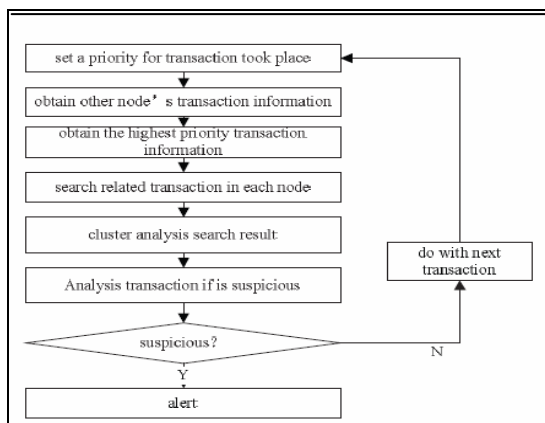 set a priority for transaction took place
obtain other node's transaction information
obtain the highest priority transaction
information
search related transaction in each node
cluster analysis search result
do with next
transaction
Analysis transaction if is suspicious
suspicious?
N
Y
alert